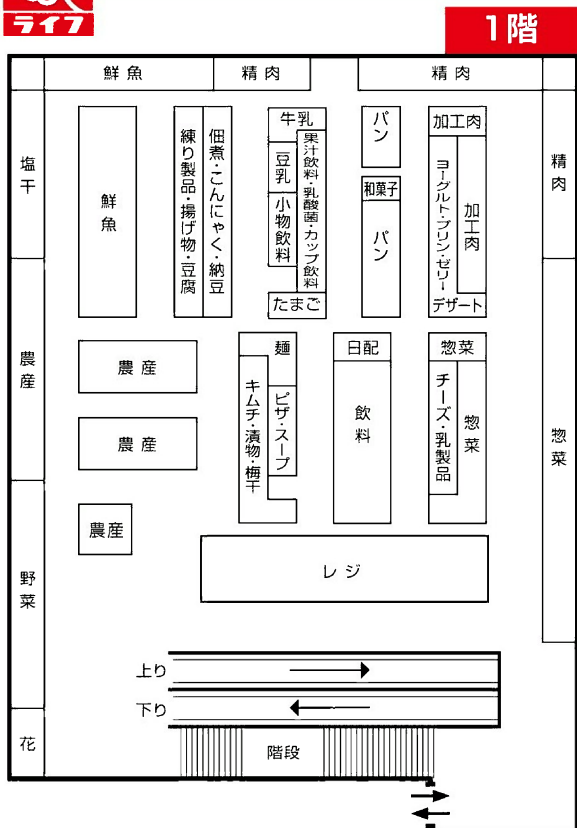 ライフ
1階
鮮魚
精肉
精肉
塩干
鮮魚
練り製品・揚げ物・豆腐
佃煮・こんにゃく・納豆
牛乳
豆乳
小物飲料
果汁飲料・乳酸菌・カップ飲料
たまご
パン
和菓子
パン
加工肉
ヨーグルト・プリン・ゼリー
加工肉
デザート
精肉
農産
農産
農産
農産
麺
キムチ・漬物・梅干
ピザ・スープ
日配
飲料
惣菜
チーズ・乳製品
惣菜
惣菜
野菜
レジ
上り
下り
花
階段